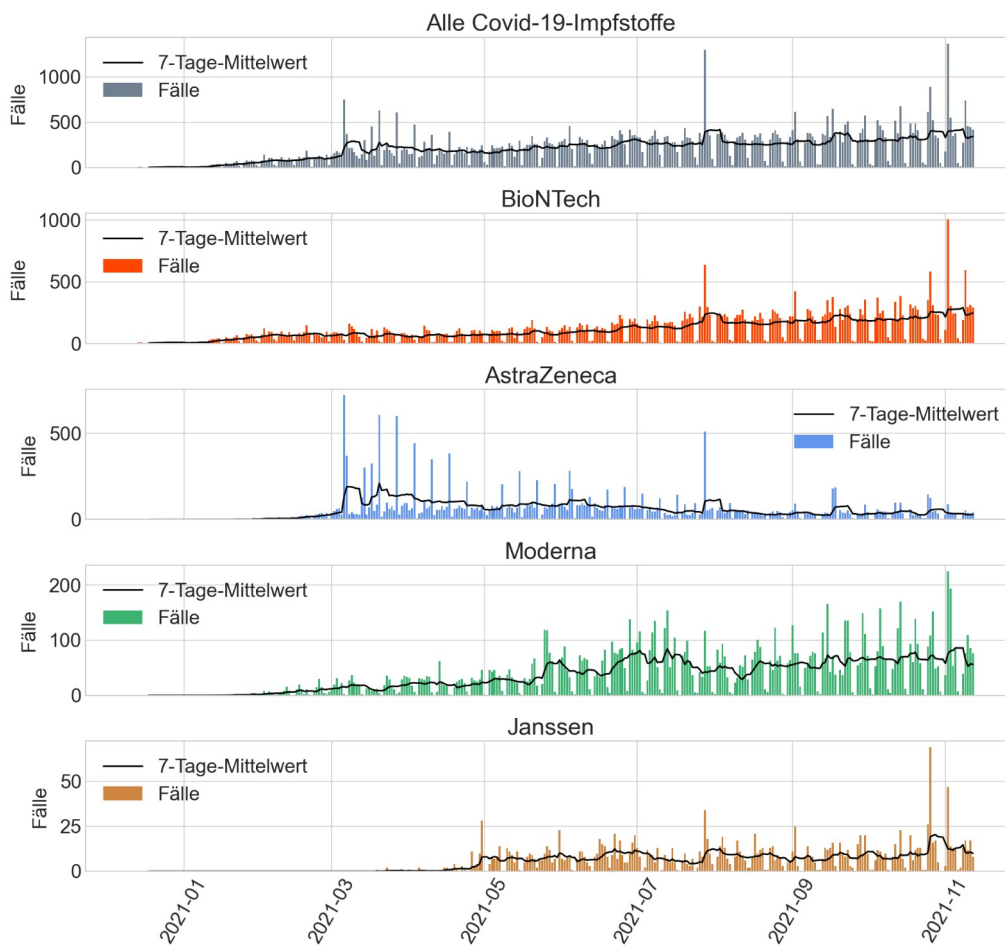 Alle Covid-19-Impfstoffe
Fälle
1000
500
0
7-Tage-Mittelwert
Fälle
BioNTech
Fälle
1000
500
0
7-Tage-Mittelwert
Fälle
AstraZeneca
Fälle
500
0
7-Tage-Mittelwert
Fälle
Moderna
Fälle
200
100
0
7-Tage-Mittelwert
Fälle
Janssen
Fälle
50
25
0
7-Tage-Mittelwert
Fälle
2021-01
2021-03
2021-05
2021-07
2021-09
2021-11